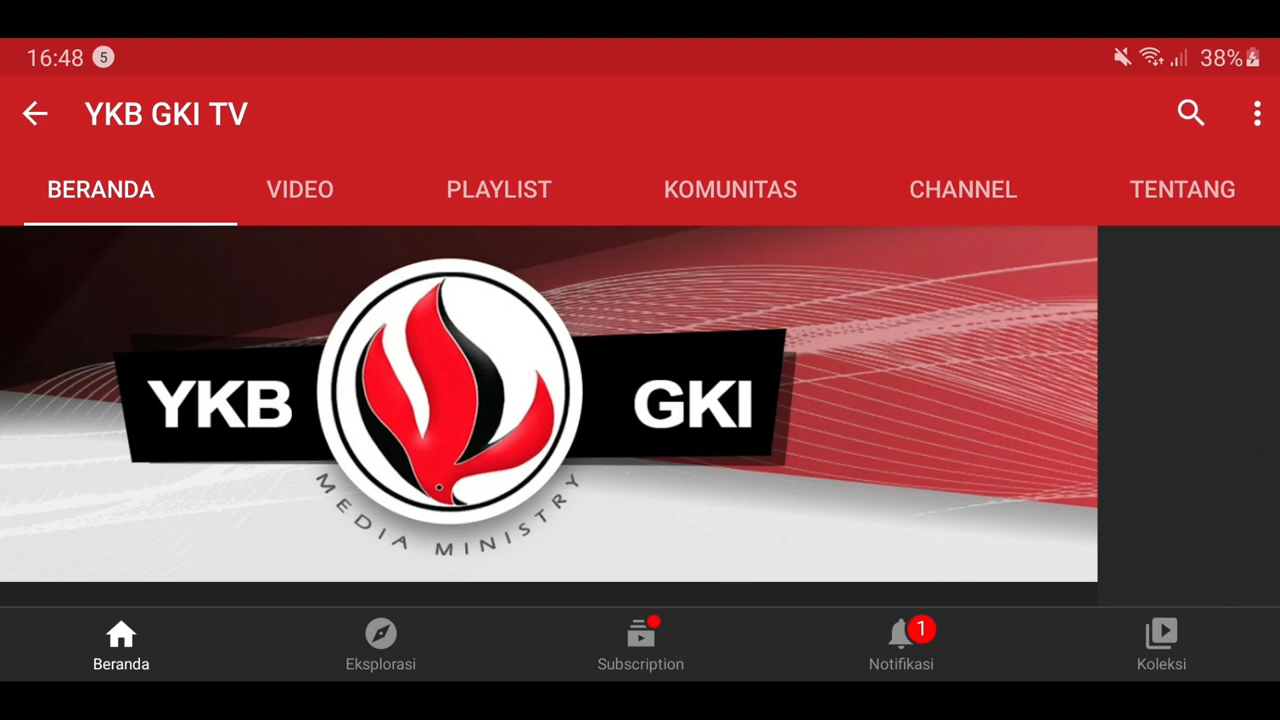 16:48 5 38%
YKB GKI TV
BERANDA VIDEO PLAYLIST KOMUNITAS CHANNEL TENTANG
YKB GKI
MEDIA MINISTRY
1
Beranda Eksplorasi Subscription Notifikasi Koleksi